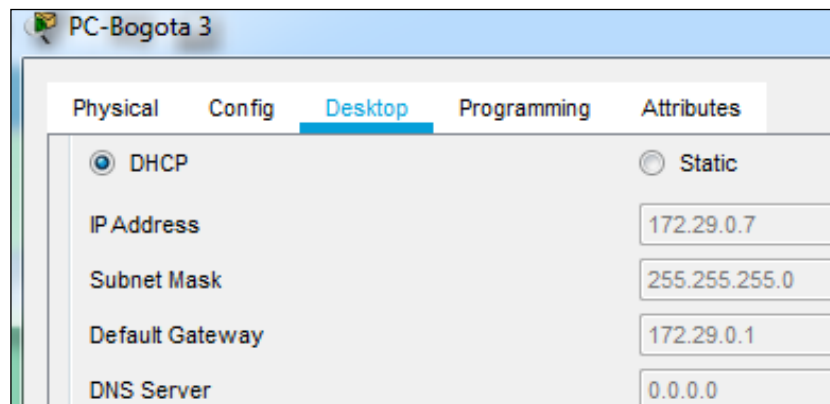 PC-Bogota 3
Physical Config Desktop Programming Attributes
DHCP Static
IP Address 172.29.0.7
Subnet Mask 255.255.255.0
Default Gateway 172.29.0.1
DNS Server 0.0.0.0